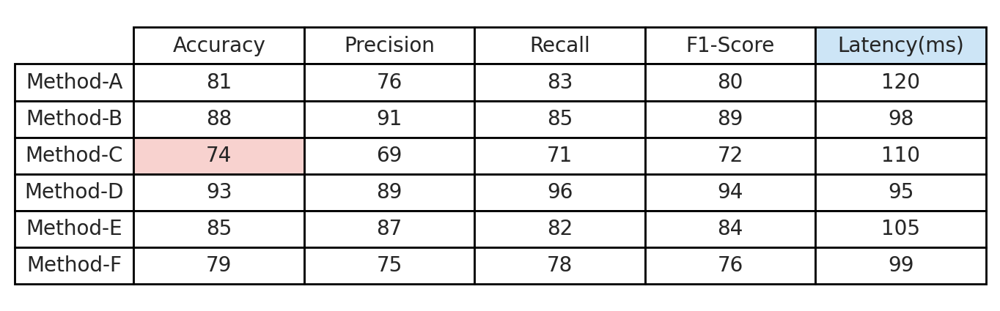 Accuracy Precision Recall F1-Score Latency(ms)
Method-A 81 76 83 80 120
Method-B 88 91 85 89 98
Method-C 74 69 71 72 110
Method-D 93 89 96 94 95
Method-E 85 87 82 84 105
Method-F 79 75 78 76 99